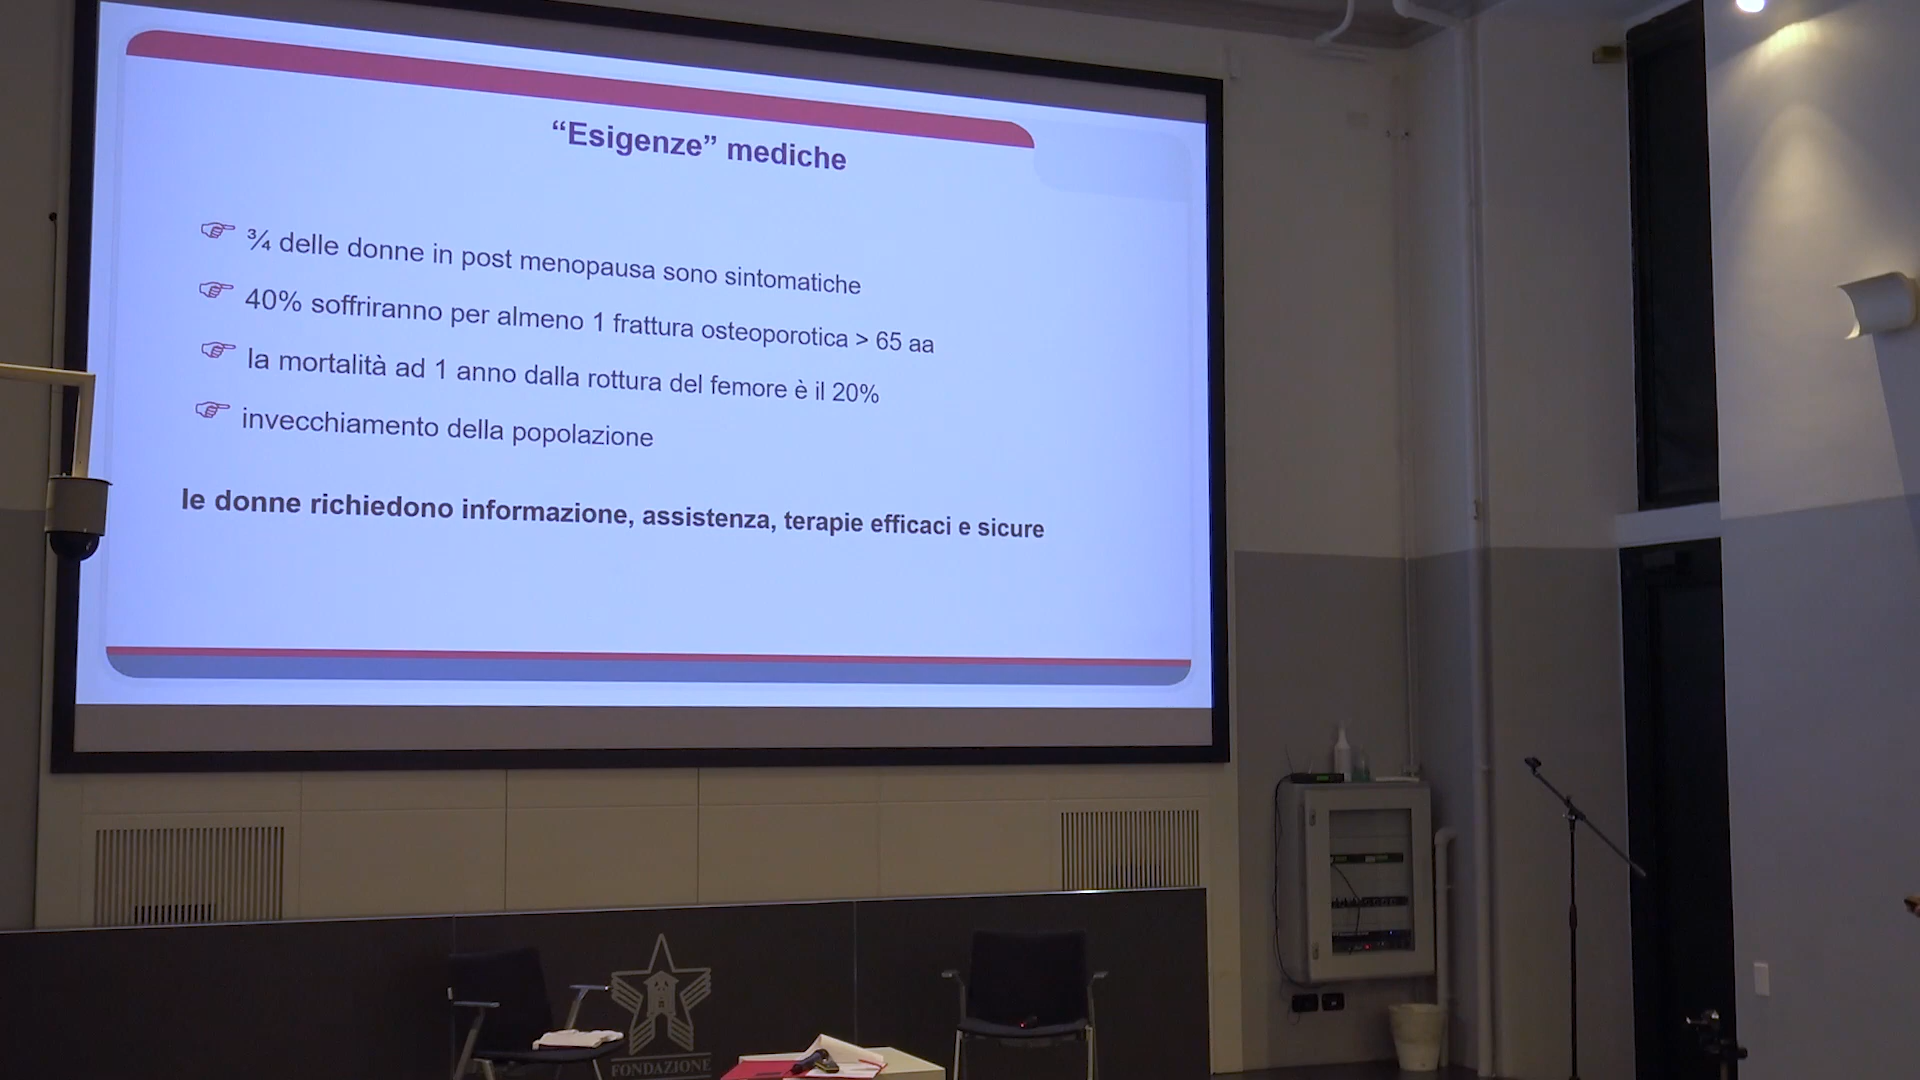 “Esigenze” mediche
¾ delle donne in post menopausa sono sintomatiche
40% soffriranno per almeno 1 frattura osteoporotica > 65 aa
la mortalità ad 1 anno dalla rottura del femore è il 20%
invecchiamento della popolazione
le donne richiedono informazione, assistenza, terapie efficaci e sicure
FONDAZIONE